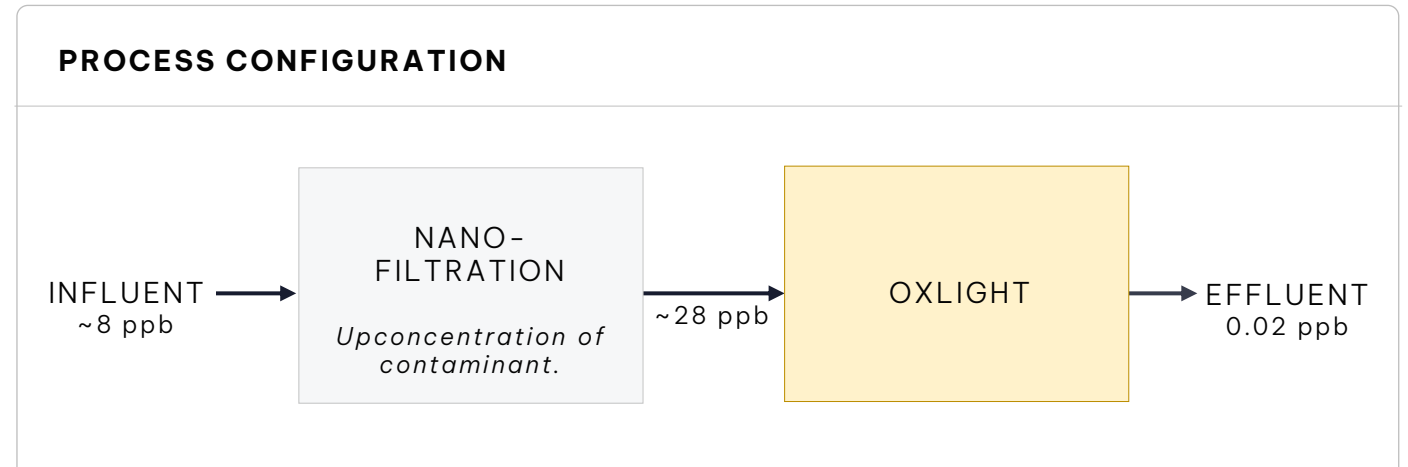 PROCESS CONFIGURATION
NANO-
FILTRATION
Upconcentration of
contaminant.
INFLUENT
~8 ppb
~28 ppb
OXLIGHT
EFFLUENT
0.02 ppb